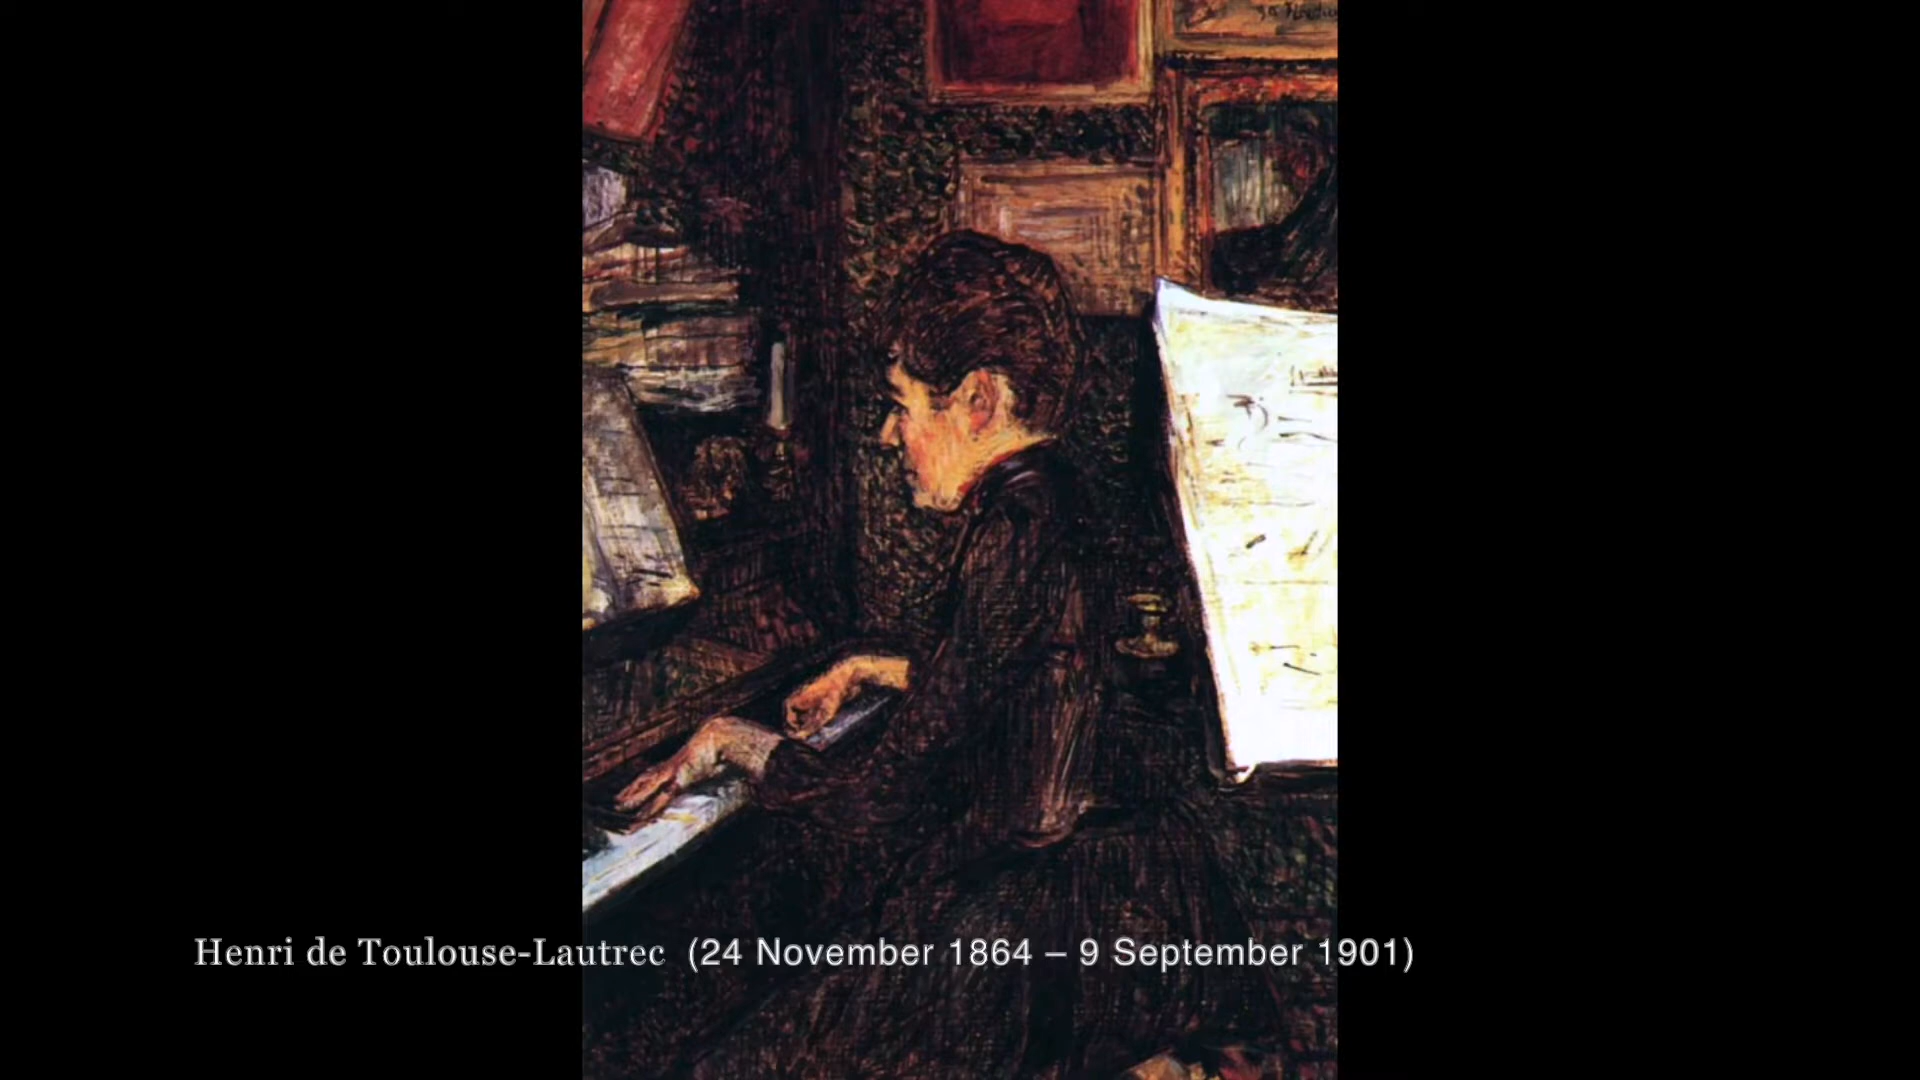 Henri de Toulouse-Lautrec (24 November 1864 – 9 September 1901)